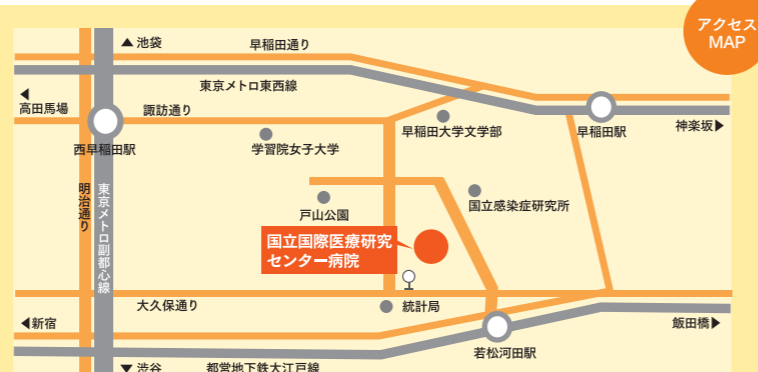 アクセス
MAP
▲池袋
早稲田通り
東京メトロ東西線
◀
高田馬場
諏訪通り
西早稲田駅
学習院女子大学
早稲田大学文学部
早稲田駅
神楽坂▶
明治通り
東京メトロ副都心線
戸山公園
国立感染症研究所
国立国際医療研究
センター病院
大久保通り
統計局
◀新宿
飯田橋▶
若松河田駅
▼渋谷
都営地下鉄大江戸線